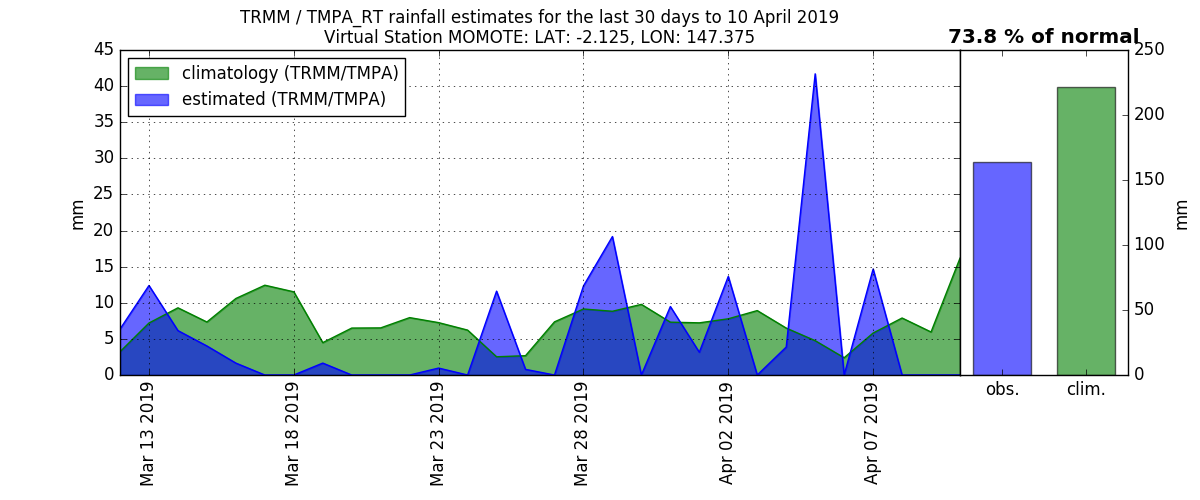 TRMM / TMPA_RT rainfall estimates for the last 30 days to 10 April 2019
Virtual Station MOMOTE: LAT: -2.125, LON: 147.375
73.8 % of normal
climatology (TRMM/TMPA)
estimated (TRMM/TMPA)
45
40
35
30
25
20
15
10
5
0
mm
Mar 13 2019
Mar 18 2019
Mar 23 2019
Mar 28 2019
Apr 02 2019
Apr 07 2019
obs.
clim.
250
200
150
100
50
0
mm